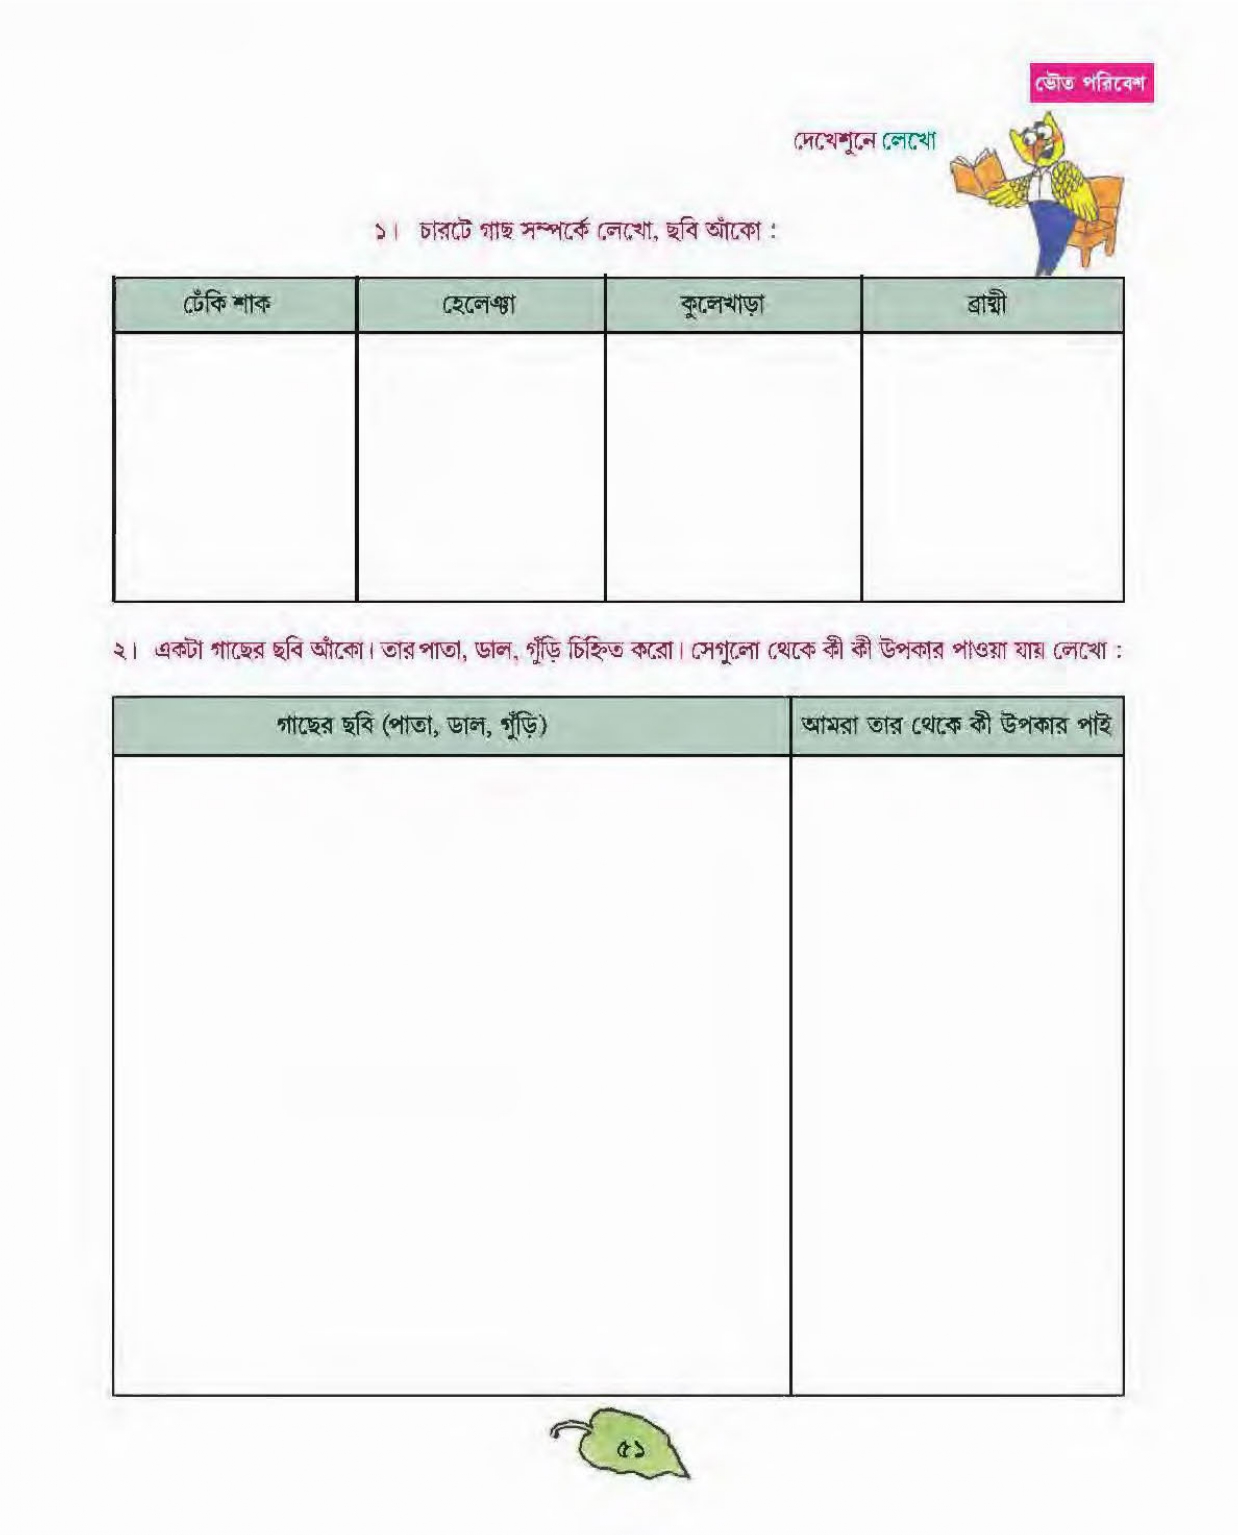 ভৌত পরিবেশ
দেখেশুনে লেখো
১। চারটে গাছ সম্পর্কে লেখো, ছবি আঁকো :
ঢেঁকি শাক হেলেঞ্চা কুলেখাড়া ব্রাহ্মী
২। একটা গাছের ছবি আঁকো। তার পাতা, ডাল, গুঁড়ি চিহ্নিত করো। সেগুলো থেকে কী কী উপকার পাওয়া যায় লেখো :
গাছের ছবি (পাতা, ডাল, গুঁড়ি) আমরা তার থেকে কী উপকার পাই
৫১